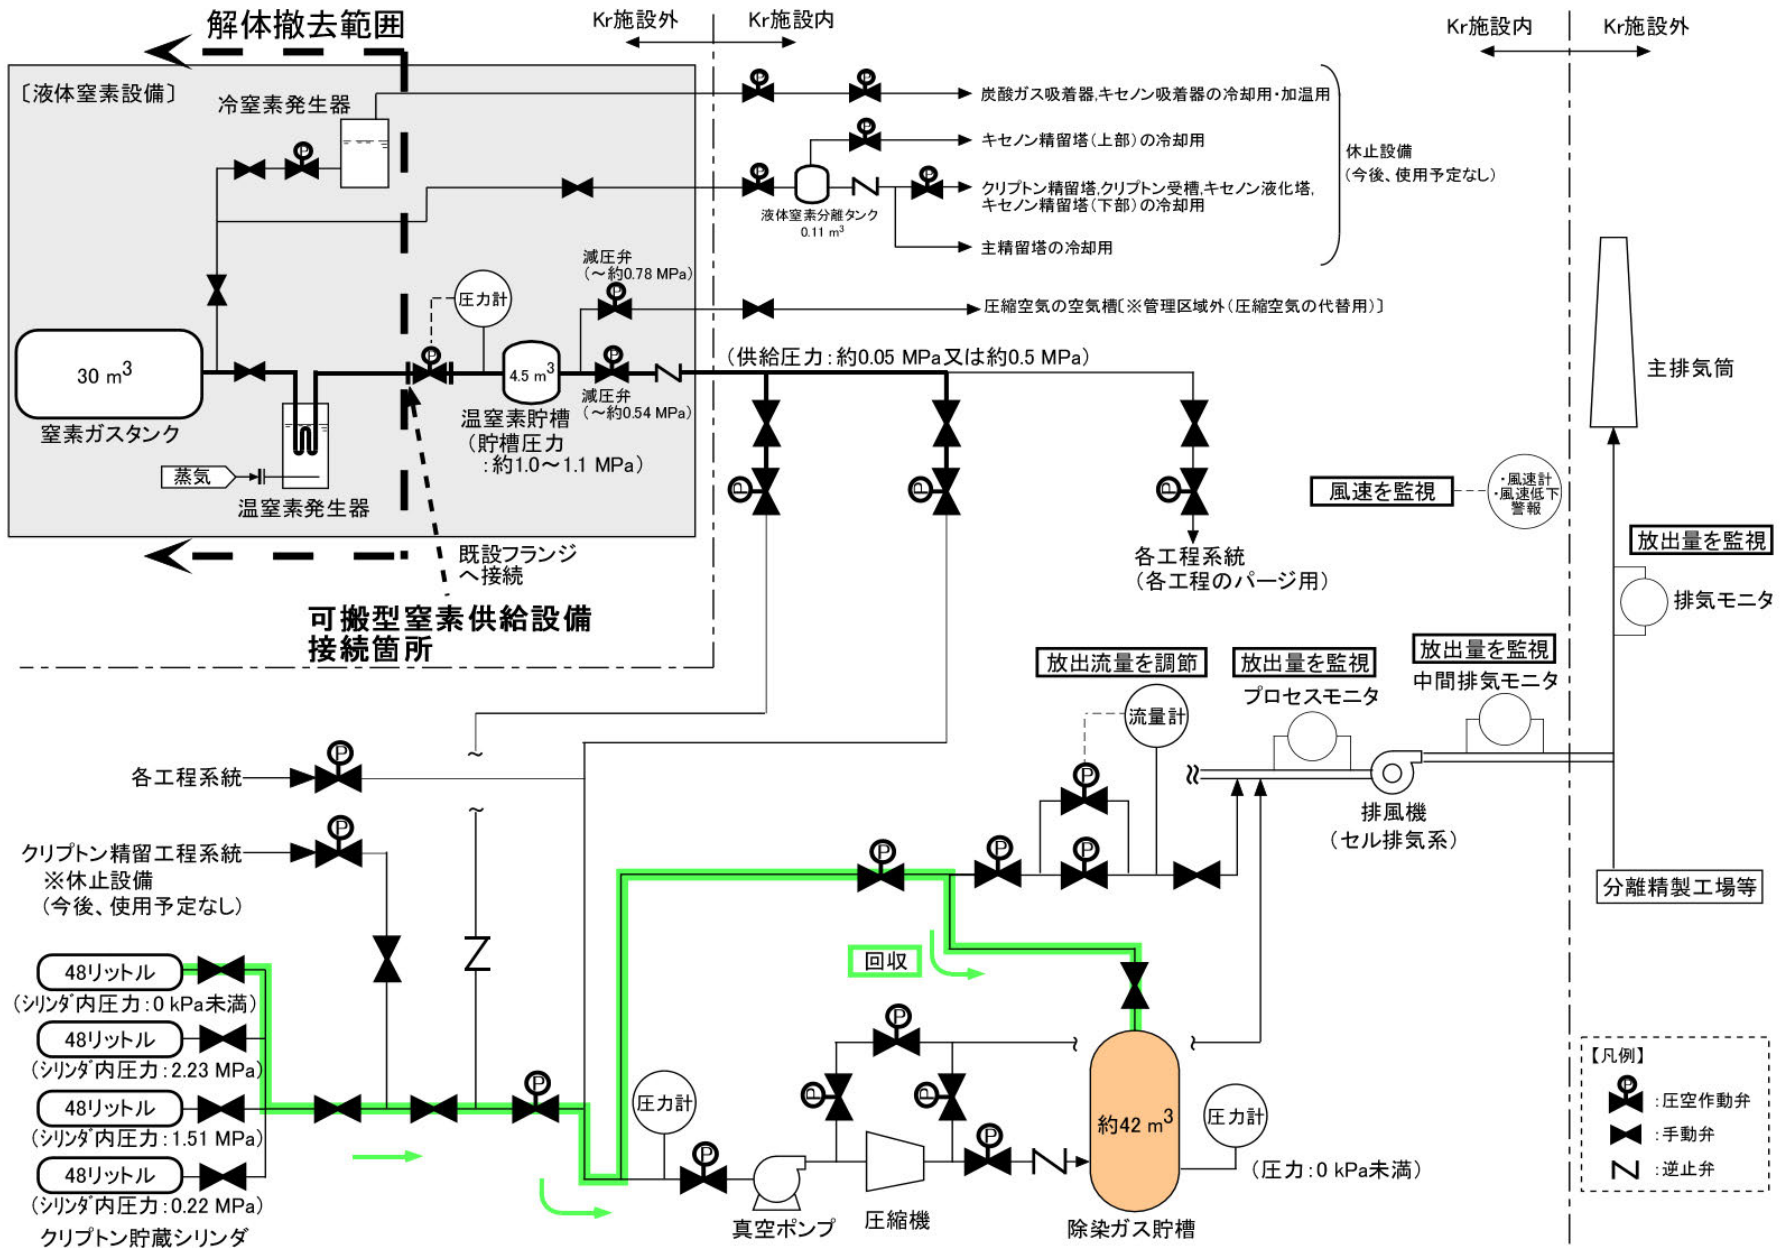 解体撤去範囲
Kr施設外
Kr施設内
Kr施設内
Kr施設外
〔液体窒素設備〕
冷窒素発生器
P
P
P
炭酸ガス吸着器,キセノン吸着器の冷却用・加温用
P
キセノン精留塔(上部)の冷却用
P
P
クリプトン精留塔,クリプトン受槽,キセノン液化塔,
キセノン精留塔(下部)の冷却用
液体窒素分離タンク
0.11 m³
主精留塔の冷却用
休止設備
(今後、使用予定なし)
減圧弁
(～約0.78 MPa)
P
圧力計
圧縮空気の空気槽〔※管理区域外(圧縮空気の代替用)〕
30 m³
窒素ガスタンク
P
4.5 m³
P
減圧弁
(～約0.54 MPa)
(供給圧力:約0.05 MPa又は約0.5 MPa)
温窒素貯槽
(貯槽圧力
:約1.0～1.1 MPa)
蒸気
温窒素発生器
P
P
P
既設フランジ
へ接続
可搬型窒素供給設備
接続箇所
各工程系統
(各工程のパージ用)
主排気筒
風速を監視
・風速計
・風速低下
警報
放出量を監視
排気モニタ
放出流量を調節
流量計
放出量を監視
プロセスモニタ
放出量を監視
中間排気モニタ
排風機
(セル排気系)
分離精製工場等
各工程系統
P
クリプトン精留工程系統
※休止設備
(今後、使用予定なし)
P
P
P
P
P
回収
48リットル
(シリンダ内圧力:0 kPa未満)
48リットル
(シリンダ内圧力:2.23 MPa)
48リットル
(シリンダ内圧力:1.51 MPa)
48リットル
(シリンダ内圧力:0.22 MPa)
クリプトン貯蔵シリンダ
P
圧力計
P
真空ポンプ
P
P
P
圧縮機
P
約42 m³
除染ガス貯槽
圧力計
(圧力:0 kPa未満)
【凡例】
P
:圧空作動弁
:手動弁
:逆止弁